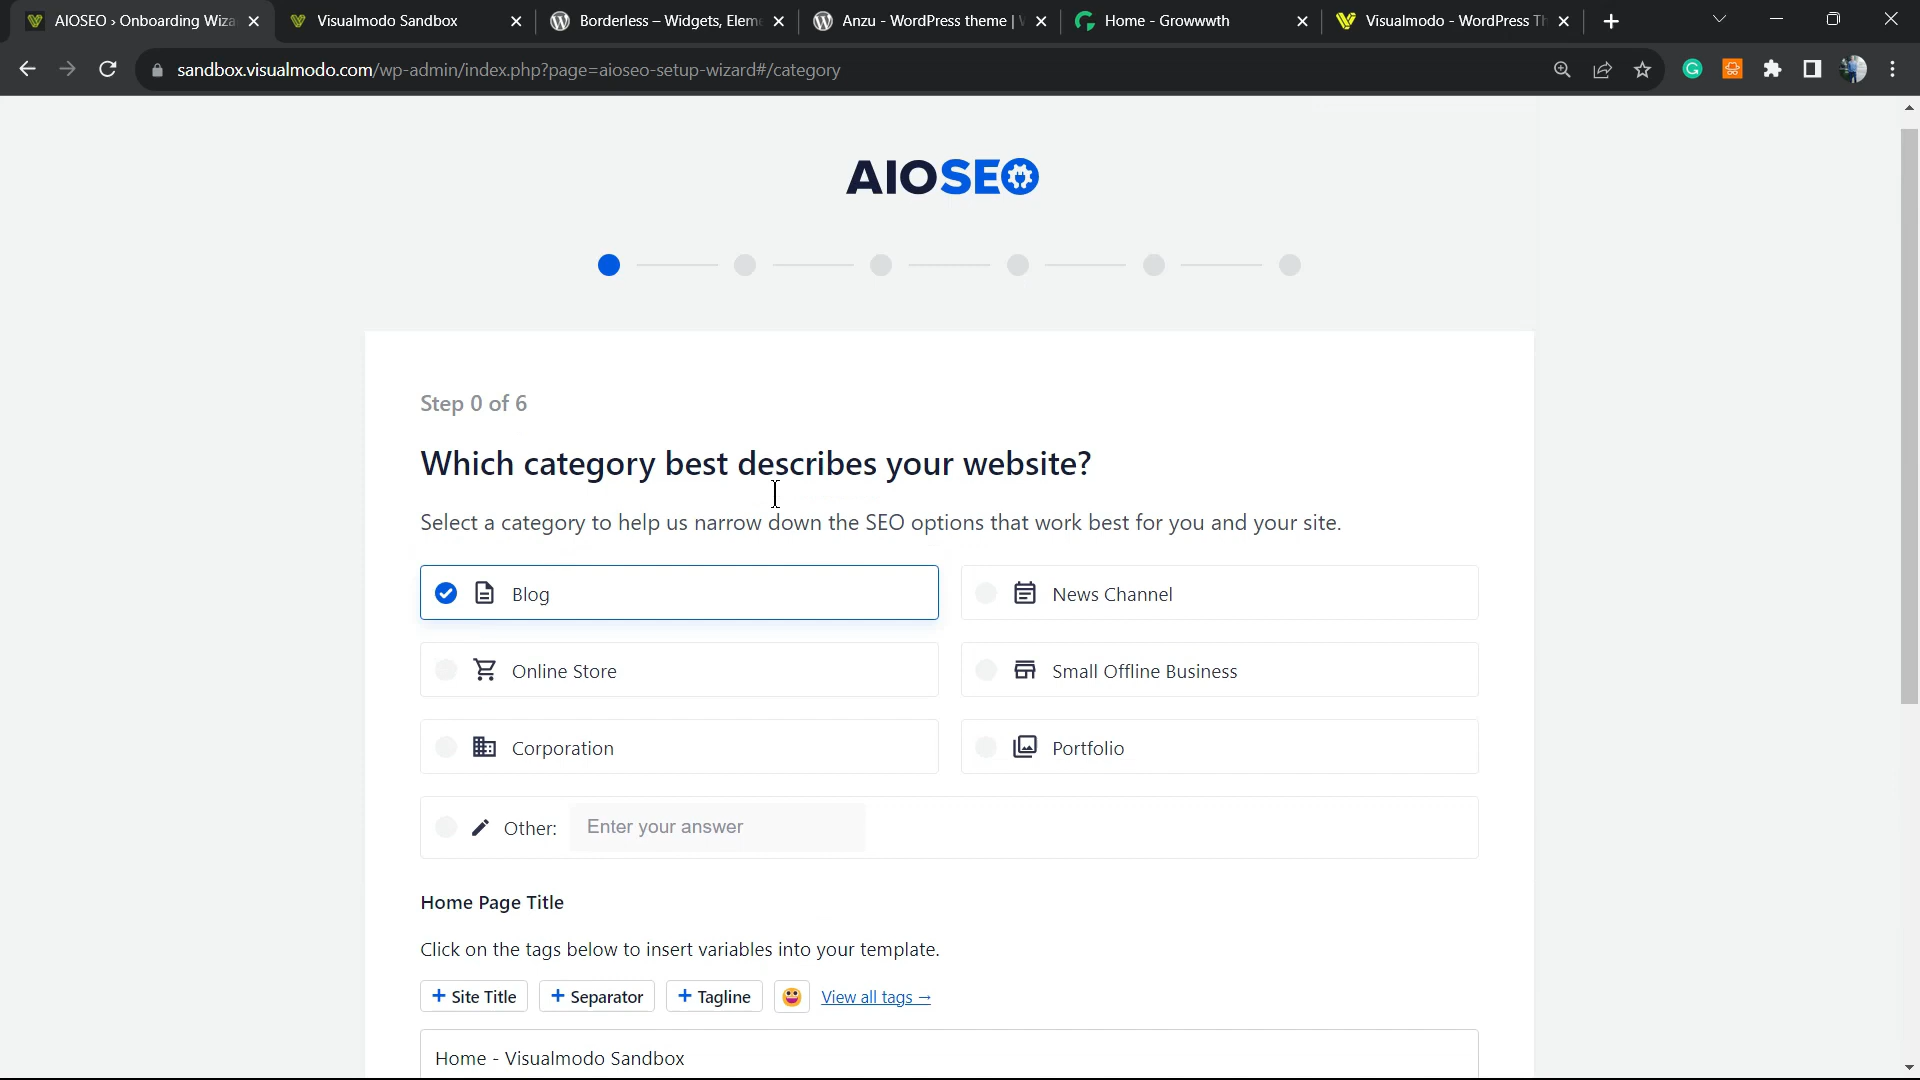 AIOSEO › Onboarding Wiza
Visualmodo Sandbox
Borderless – Widgets, Eleme
Anzu - WordPress theme |
Home - Growwwth
Visualmodo - WordPress Th
sandbox.visualmodo.com/wp-admin/index.php?page=aioseo-setup-wizard#/category
AIOSEO
Step 0 of 6
Which category best describes your website?
Select a category to help us narrow down the SEO options that work best for you and your site.
Blog
News Channel
Online Store
Small Offline Business
Corporation
Portfolio
Other: Enter your answer
Home Page Title
Click on the tags below to insert variables into your template.
+ Site Title + Separator + Tagline View all tags →
Home - Visualmodo Sandbox